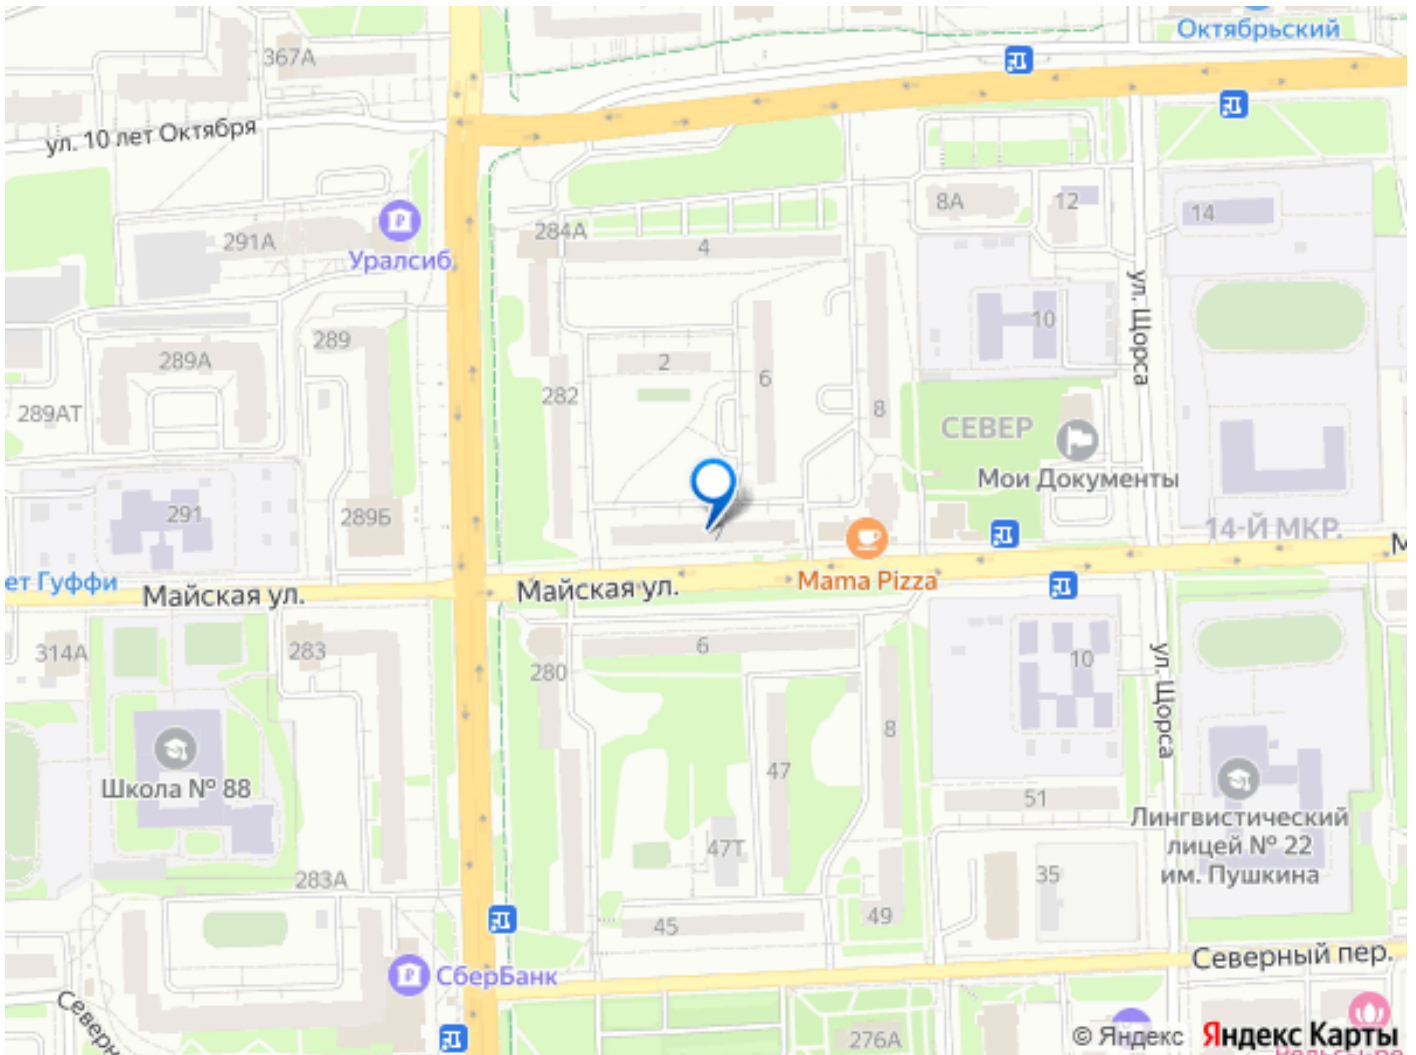 Октябрьский
367А
ул. 10 лет Октября
8А
12
14
291А
284А
4
Уралсиб
ул. Щорса
10
289
289А
2
6
282
8
289АТ
СЕВЕР
Мои Документы
291
289Б
7
14-Й МКР.
М
ет Гуффи
Майская ул.
Майская ул.
Mama Pizza
314А
283
280
6
10
ул. Щорса
8
Школа № 88
47
51
Лингвистический
лицей № 22
им. Пушкина
47Т
283А
35
45
49
Северный пер.
СберБанк
Северн
276А
© Яндекс
Яндекс Карты